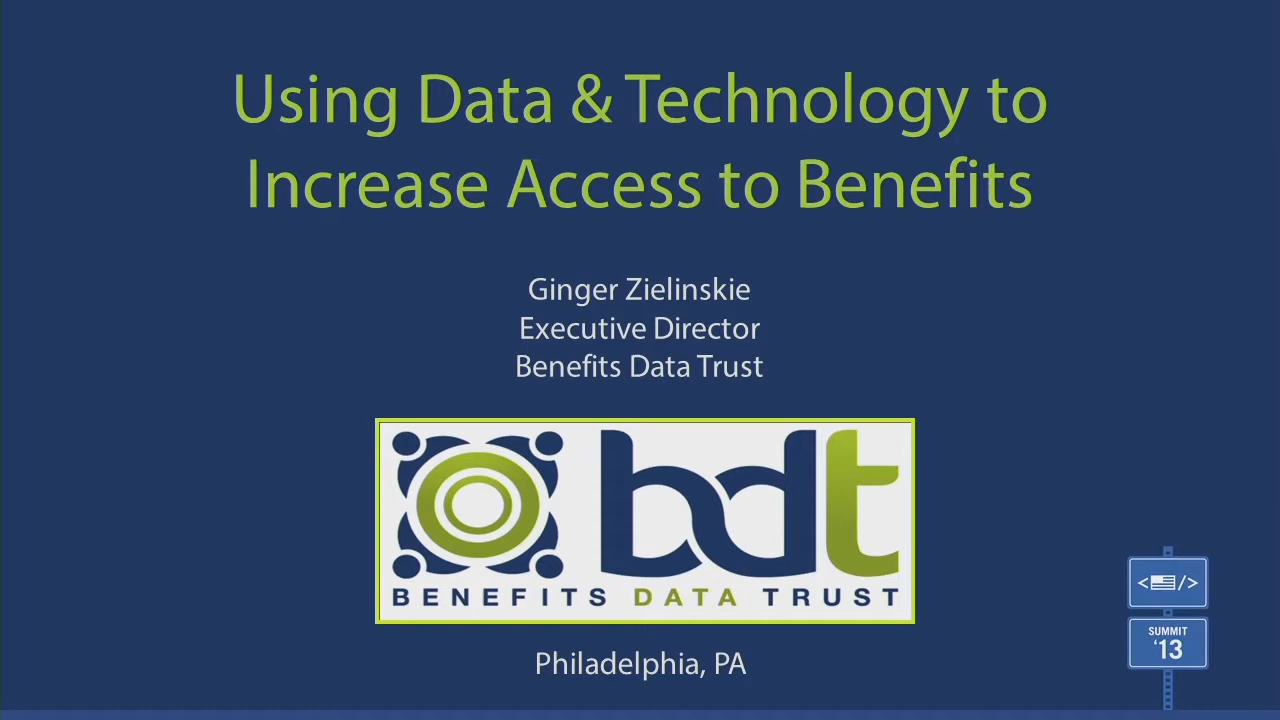 Using Data & Technology to
Increase Access to Benefits
Ginger Zielinskie
Executive Director
Benefits Data Trust
bdt
BENEFITS DATA TRUST
Philadelphia, PA
< />
SUMMIT
‘13